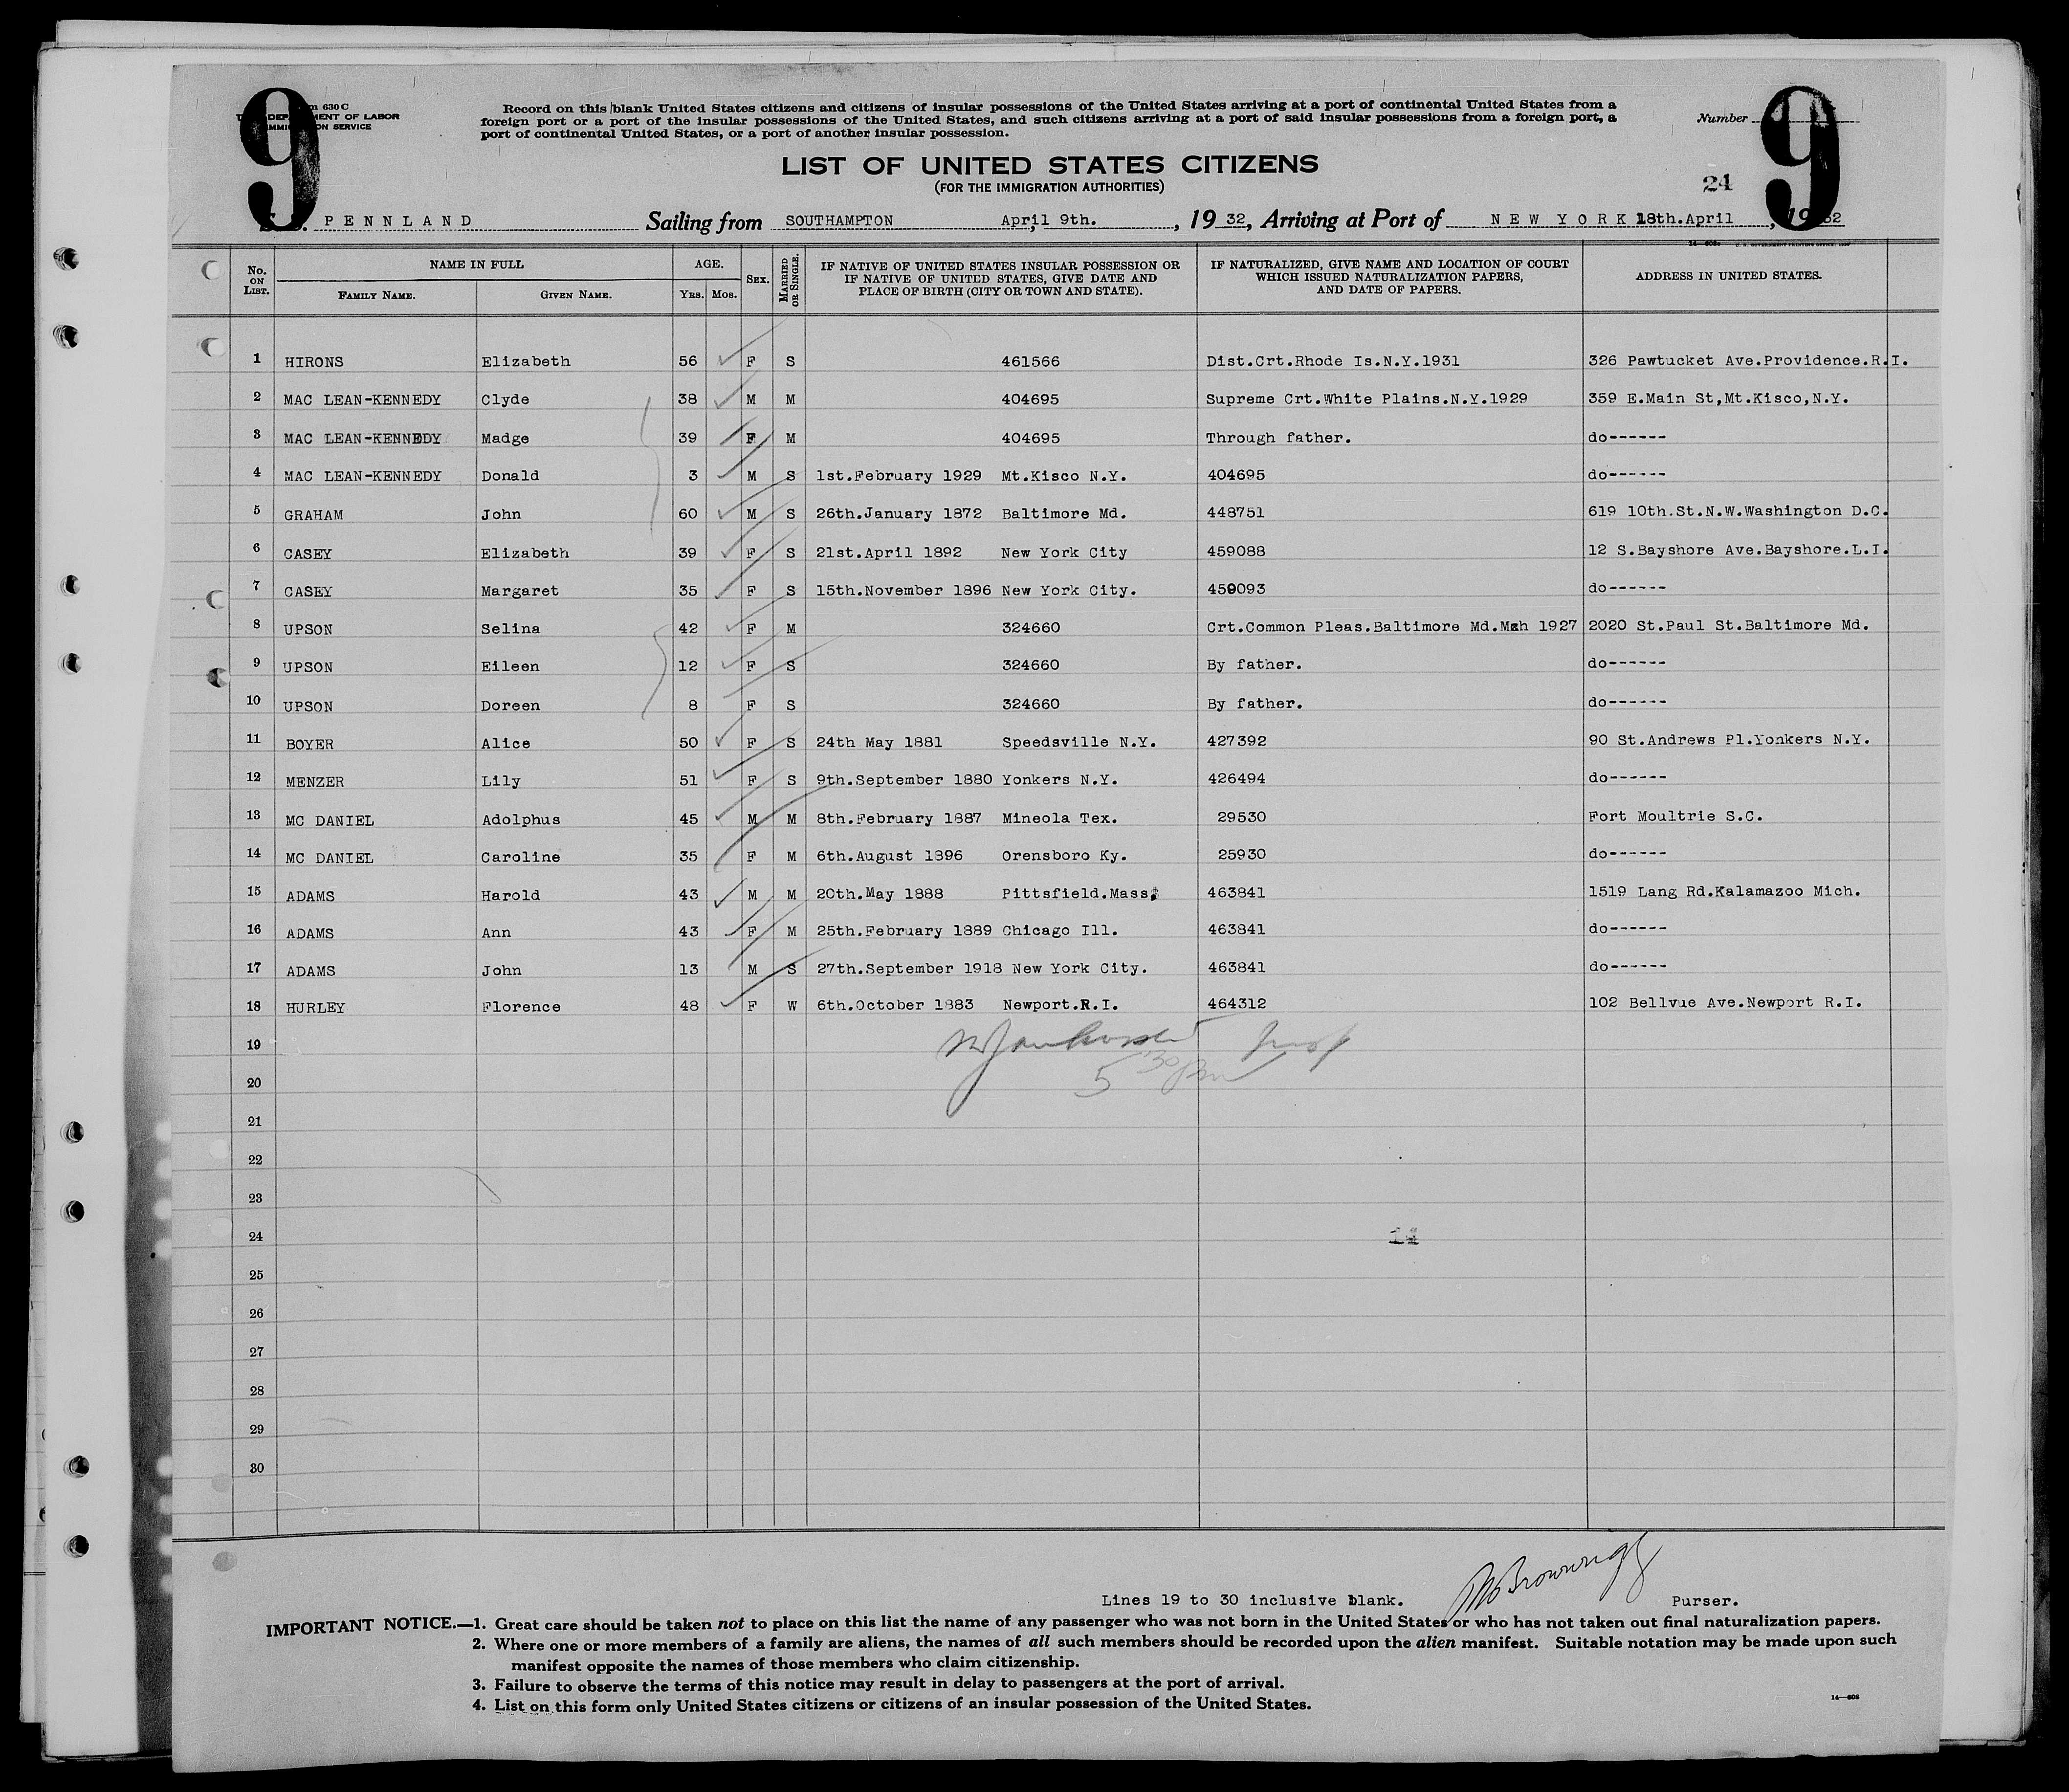 9
Form 630 C
U. S. DEPARTMENT OF LABOR
IMMIGRATION SERVICE
Record on this blank United States citizens and citizens of insular possessions of the United States arriving at a port of continental United States from a
foreign port or a port of the insular possessions of the United States, and such citizens arriving at a port of said insular possessions from a foreign port, a
port of continental United States, or a port of another insular possession.
Number
9
LIST OF UNITED STATES CITIZENS
(FOR THE IMMIGRATION AUTHORITIES)
24
PENNLAND Sailing from SOUTHAMPTON April 9th. , 19 32, Arriving at Port of NEW YORK 18th.April , 1932
No. ON LIST. NAME IN FULL FAMILY NAME. GIVEN NAME. AGE. YRS. MOS. SEX. MARRIED OR SINGLE. IF NATIVE OF UNITED STATES INSULAR POSSESSION OR IF NATIVE OF UNITED STATES, GIVE DATE AND PLACE OF BIRTH (CITY OR TOWN AND STATE). IF NATURALIZED, GIVE NAME AND LOCATION OF COURT WHICH ISSUED NATURALIZATION PAPERS, AND DATE OF PAPERS. ADDRESS IN UNITED STATES.
1 HIRONS Elizabeth 56 F S 461566 Dist.Crt.Rhode Is.N.Y.1931 326 Pawtucket Ave.Providence.R.I.
2 MAC LEAN-KENNEDY Clyde 38 M M 404695 Supreme Crt.White Plains.N.Y.1929 359 E.Main St,Mt.Kisco,N.Y.
3 MAC LEAN-KENNEDY Madge 39 F M 404695 Through father. do------
4 MAC LEAN-KENNEDY Donald 3 M S 1st.February 1929 Mt.Kisco N.Y. 404695 do------
5 GRAHAM John 60 M S 26th.January 1872 Baltimore Md. 448751 619 10th.St.N.W.Washington D.C.
6 CASEY Elizabeth 39 F S 21st.April 1892 New York City 459088 12 S.Bayshore Ave.Bayshore.L.I.
7 CASEY Margaret 35 F S 15th.November 1896 New York City. 459093 do------
8 UPSON Selina 42 F M 324660 Crt.Common Pleas.Baltimore Md.Mch 1927 2020 St.Paul St.Baltimore Md.
9 UPSON Eileen 12 F S 324660 By father. do------
10 UPSON Doreen 8 F S 324660 By father. do------
11 BOYER Alice 50 F S 24th May 1881 Speedsville N.Y. 427392 90 St.Andrews Pl.Yonkers N.Y.
12 MENZER Lily 51 F S 9th.September 1880 Yonkers N.Y. 426494 do------
13 MC DANIEL Adolphus 45 M M 8th.February 1887 Mineola Tex. 29530 Fort Moultrie S.C.
14 MC DANIEL Caroline 35 F M 6th.August 1896 Orensboro Ky. 25930 do------
15 ADAMS Harold 43 M M 20th.May 1888 Pittsfield.Mass. 463841 1519 Lang Rd.Kalamazoo Mich.
16 ADAMS Ann 43 F M 25th.February 1889 Chicago Ill. 463841 do------
17 ADAMS John 13 M S 27th.September 1918 New York City. 463841 do------
18 HURLEY Florence 48 F W 6th.October 1883 Newport.R.I. 464312 102 Bellvue Ave.Newport R.I.
19
20 5 30 Pm
21
22
23
24 14
25
26
27
28
29
30
Lines 19 to 30 inclusive blank. Purser.
IMPORTANT NOTICE.—1. Great care should be taken not to place on this list the name of any passenger who was not born in the United States or who has not taken out final naturalization papers.
2. Where one or more members of a family are aliens, the names of all such members should be recorded upon the alien manifest. Suitable notation may be made upon such
manifest opposite the names of those members who claim citizenship.
3. Failure to observe the terms of this notice may result in delay to passengers at the port of arrival.
4. List on this form only United States citizens or citizens of an insular possession of the United States.